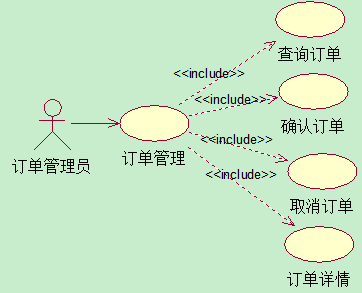 查询订单
<<include>>
<<include>>
确认订单
订单管理员
订单管理
<<include>>
<<include>>
取消订单
订单详情